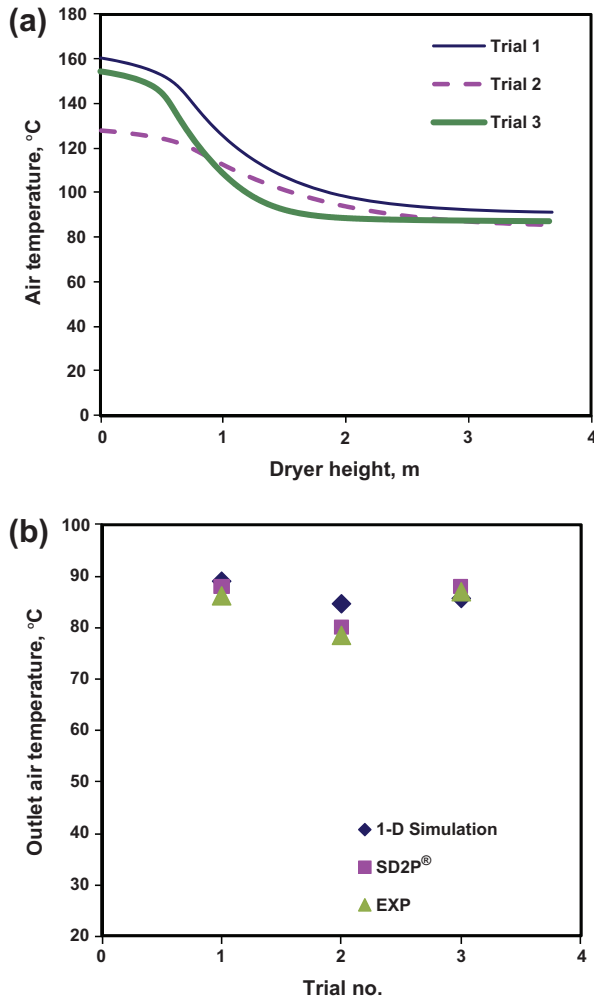 (a)
180
160
140
120
100
80
60
40
20
0
Air temperature, °C
Trial 1
Trial 2
Trial 3
0 1 2 3 4
Dryer height, m
(b)
100
90
80
70
60
50
40
30
20
Outlet air temperature, °C
1-D Simulation
SD2P®
EXP
0 1 2 3 4
Trial no.